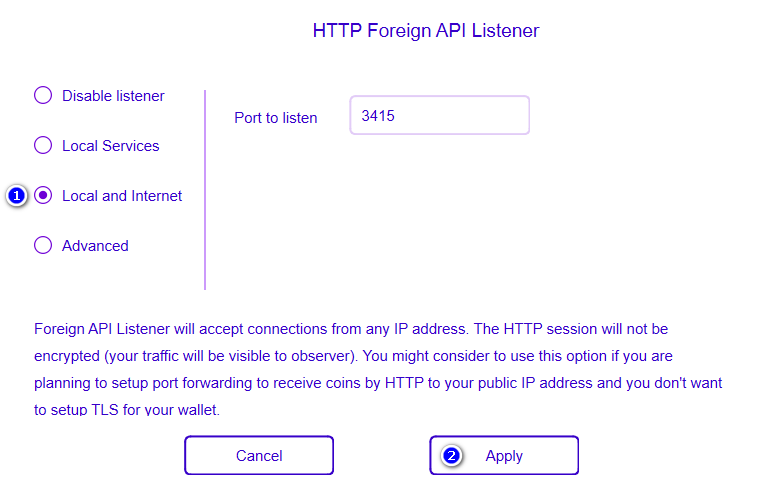 HTTP Foreign API Listener
Disable listener
Port to listen
3415
Local Services
1
Local and Internet
Advanced
Foreign API Listener will accept connections from any IP address. The HTTP session will not be
encrypted (your traffic will be visible to observer). You might consider to use this option if you are
planning to setup port forwarding to receive coins by HTTP to your public IP address and you don't want
to setup TLS for your wallet.
Cancel
2
Apply